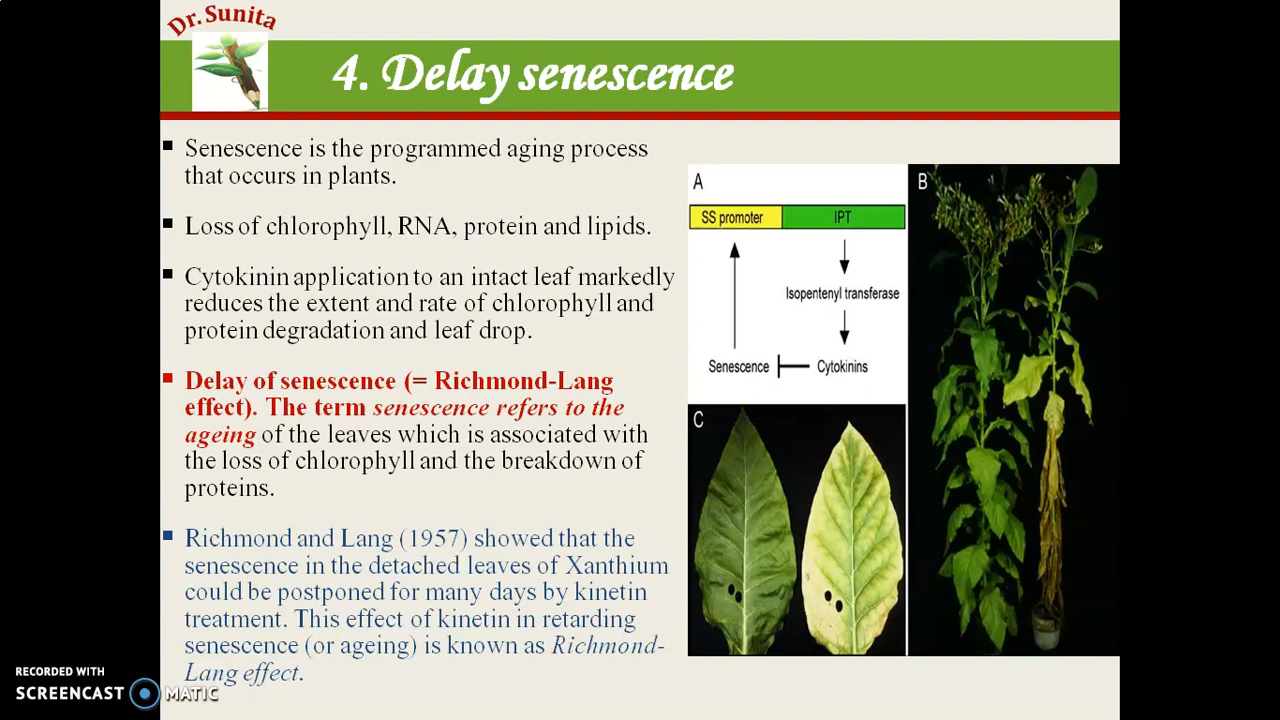 Dr. Sunita
4. Delay senescence
Senescence is the programmed aging process
that occurs in plants.
Loss of chlorophyll, RNA, protein and lipids.
Cytokinin application to an intact leaf markedly
reduces the extent and rate of chlorophyll and
protein degradation and leaf drop.
Delay of senescence (= Richmond-Lang
effect). The term senescence refers to the
ageing of the leaves which is associated with
the loss of chlorophyll and the breakdown of
proteins.
Richmond and Lang (1957) showed that the
senescence in the detached leaves of Xanthium
could be postponed for many days by kinetin
treatment. This effect of kinetin in retarding
senescence (or ageing) is known as Richmond-
Lang effect.
A
SS promoter IPT
Isopentenyl transferase
Senescence Cytokinins
B
C
RECORDED WITH
SCREENCAST MATIC